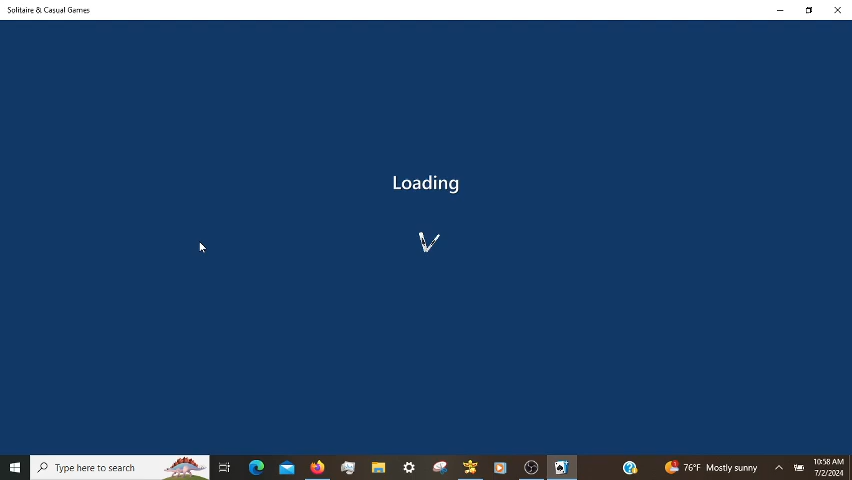 Solitaire & Casual Games
Loading
Type here to search
76°F Mostly sunny
10:58 AM
7/2/2024